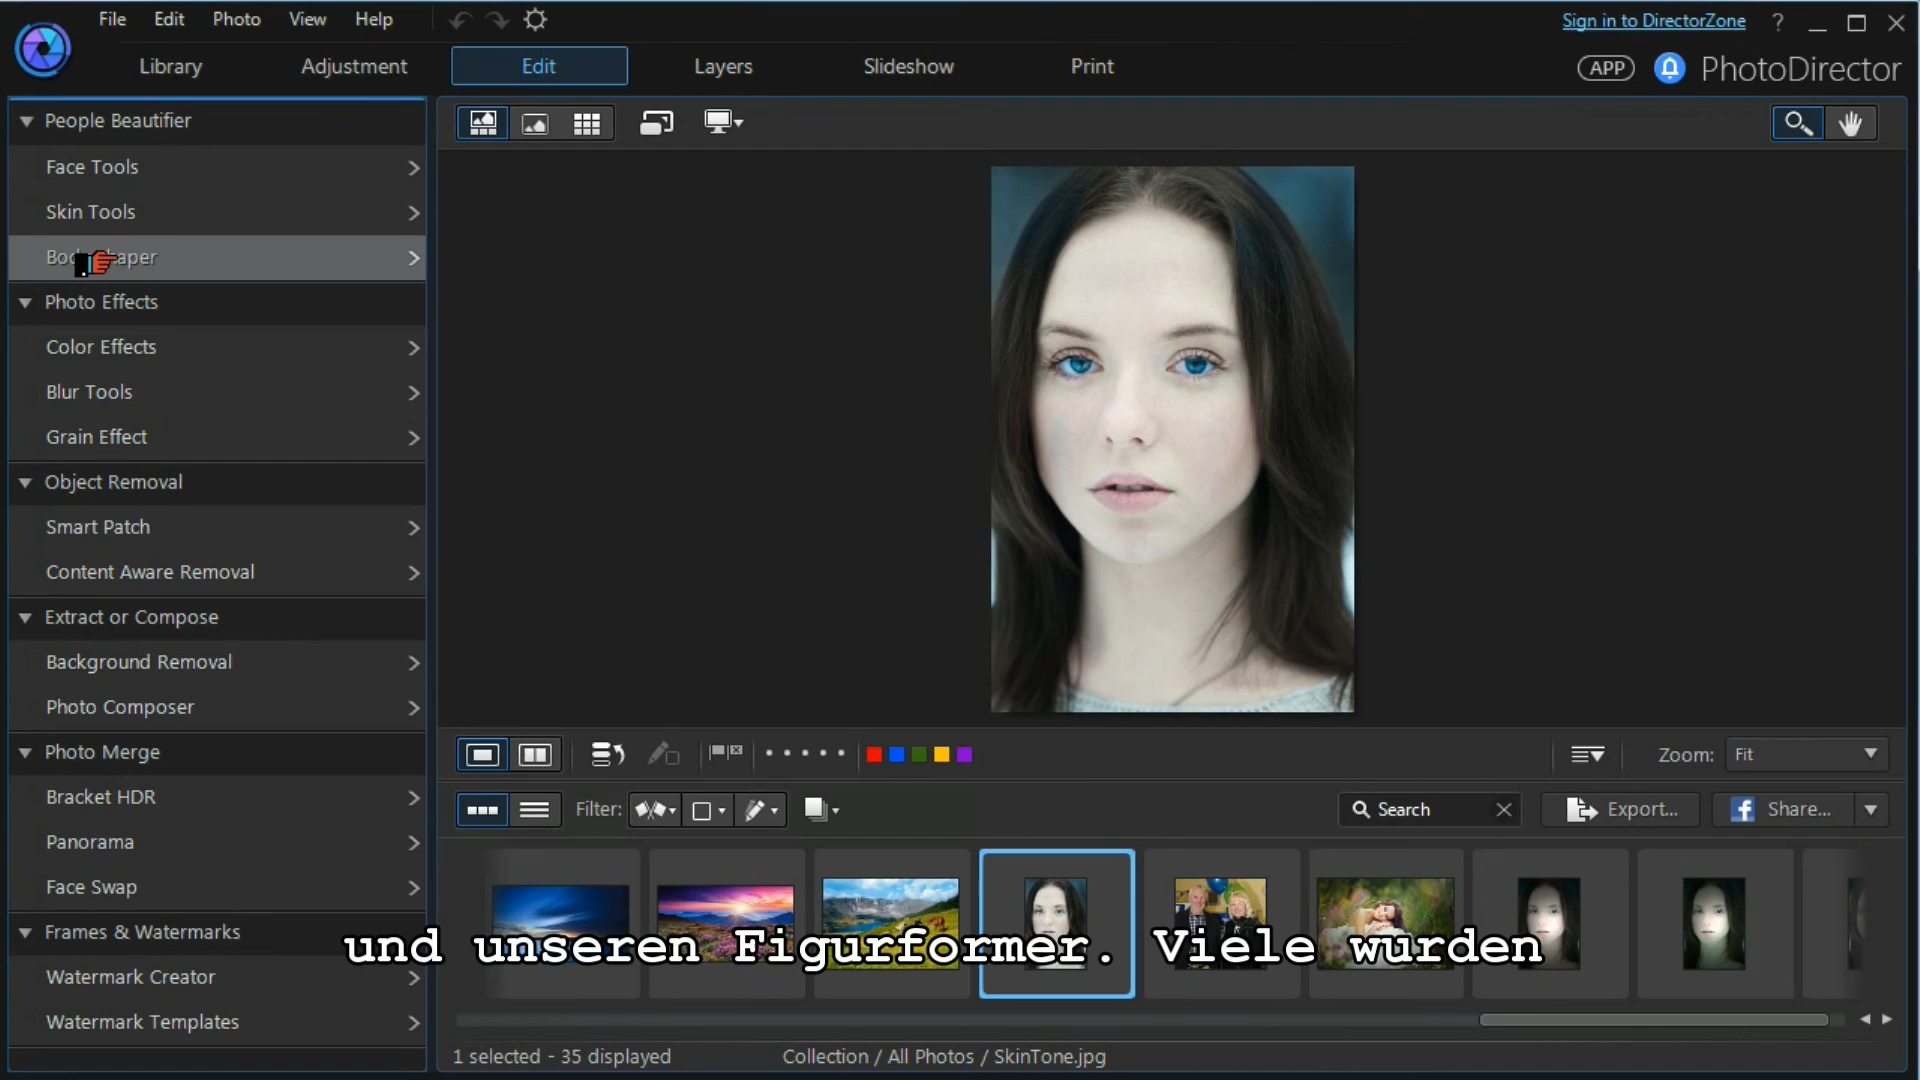 File Edit Photo View Help
Sign in to DirectorZone ?
Library Adjustment Edit Layers Slideshow Print
APP PhotoDirector
People Beautifier
Face Tools
Skin Tools
Photo Effects
Color Effects
Blur Tools
Grain Effect
Object Removal
Smart Patch
Content Aware Removal
Extract or Compose
Background Removal
Photo Composer
Photo Merge
Bracket HDR
Panorama
Face Swap
Frames & Watermarks
Watermark Creator
Watermark Templates
Zoom: Fit
Filter: Search Export... Share...
und unseren Figurformer. Viele wurden
1 selected - 35 displayed Collection / All Photos / SkinTone.jpg